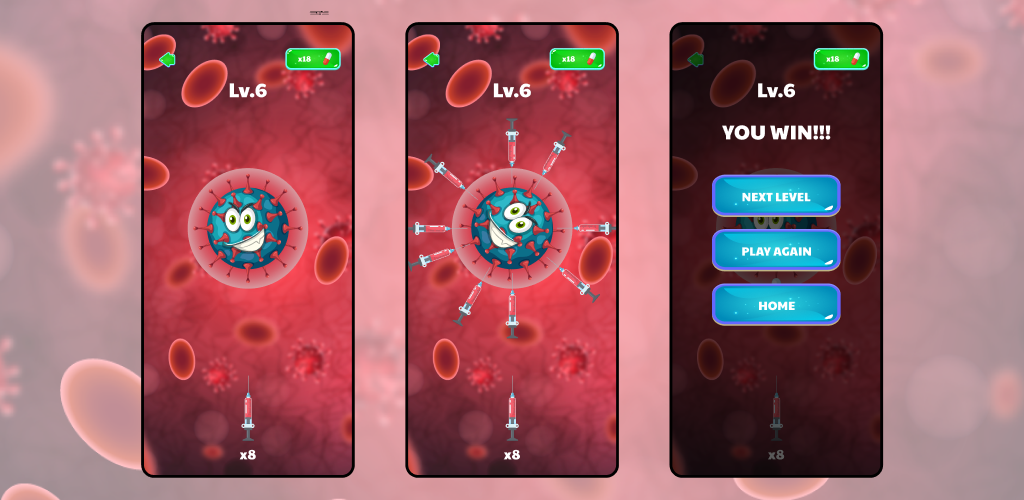 x18
Lv.6
x8
x18
Lv.6
x8
x18
Lv.6
YOU WIN!!!
NEXT LEVEL
PLAY AGAIN
HOME
x8